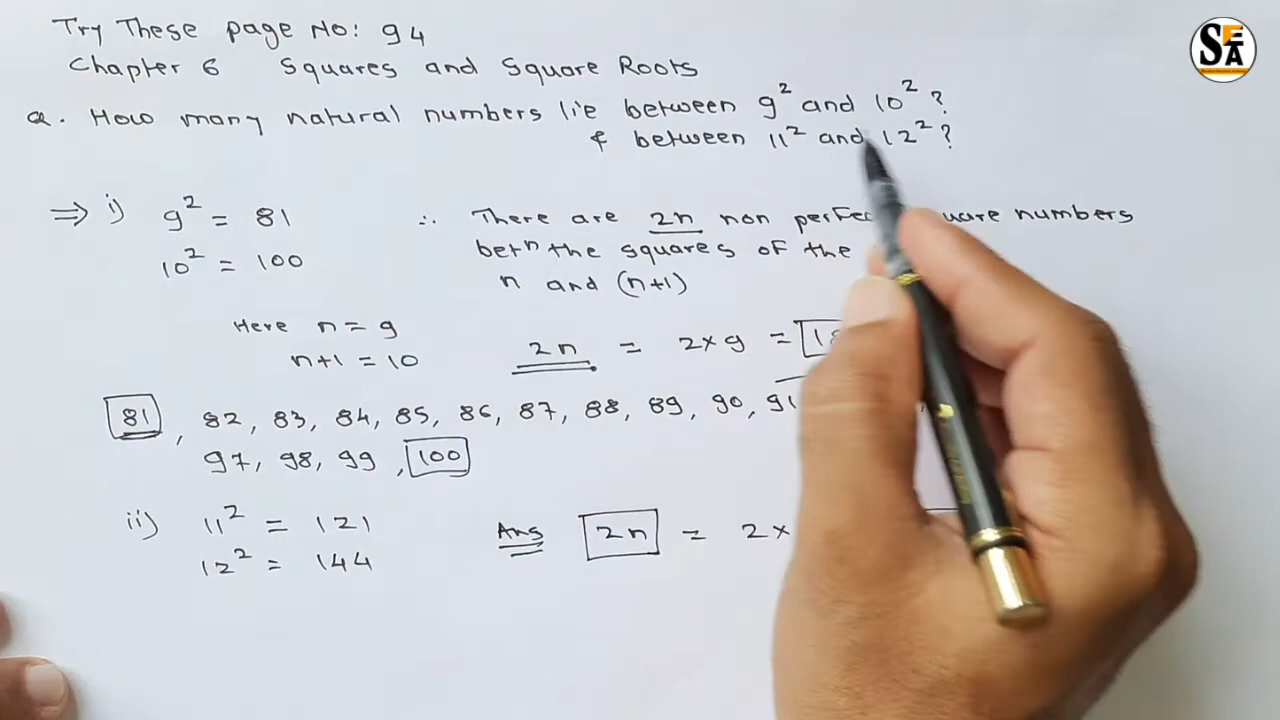 Try These page No: 94
Chapter 6 Squares and Square Roots
Q. How many natural numbers lie between 9² and 10² ?
& between 11² and 12² ?
⇒ i) 9² = 81
10² = 100
∴ There are 2n non numbers
betⁿ the squares of the
n and (n+1)
Here n = 9
n+1 = 10
2n = 2×9 =
81, 82, 83, 84, 85, 86, 87, 88, 89, 90, 91
97, 98, 99, 100
ii) 11² = 121
12² = 144
Ans 2n = 2×
SFA